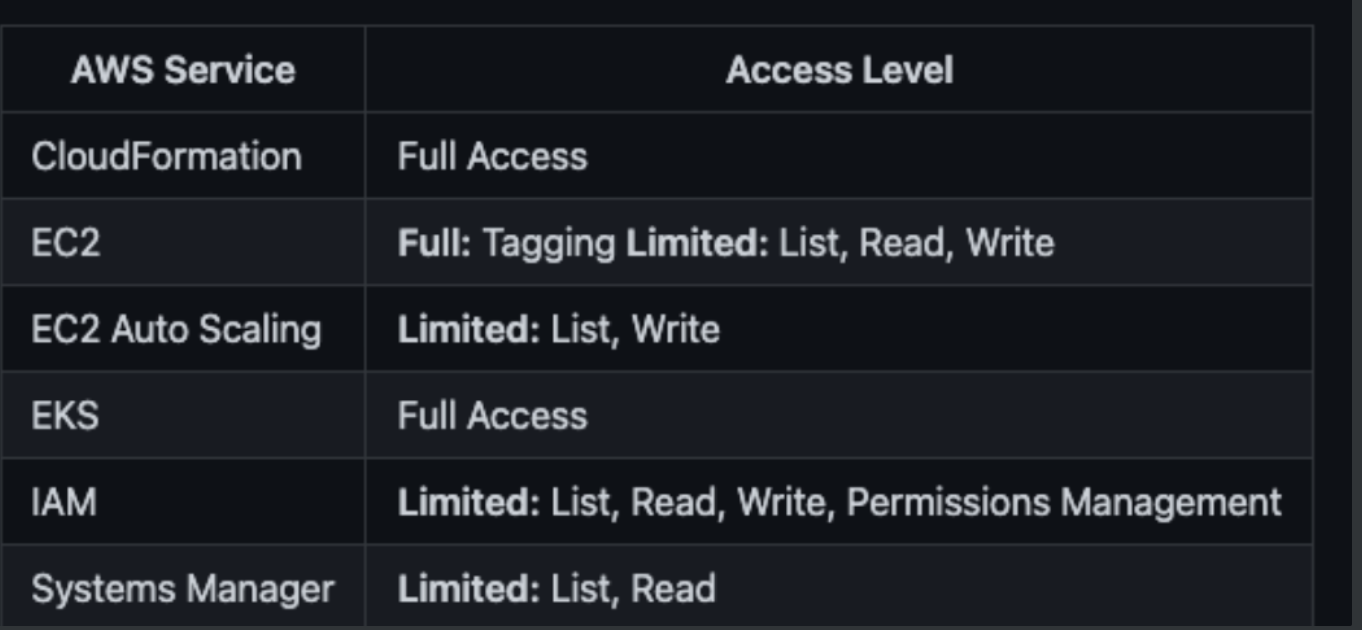 AWS Service Access Level
CloudFormation Full Access
EC2 Full: Tagging Limited: List, Read, Write
EC2 Auto Scaling Limited: List, Write
EKS Full Access
IAM Limited: List, Read, Write, Permissions Management
Systems Manager Limited: List, Read